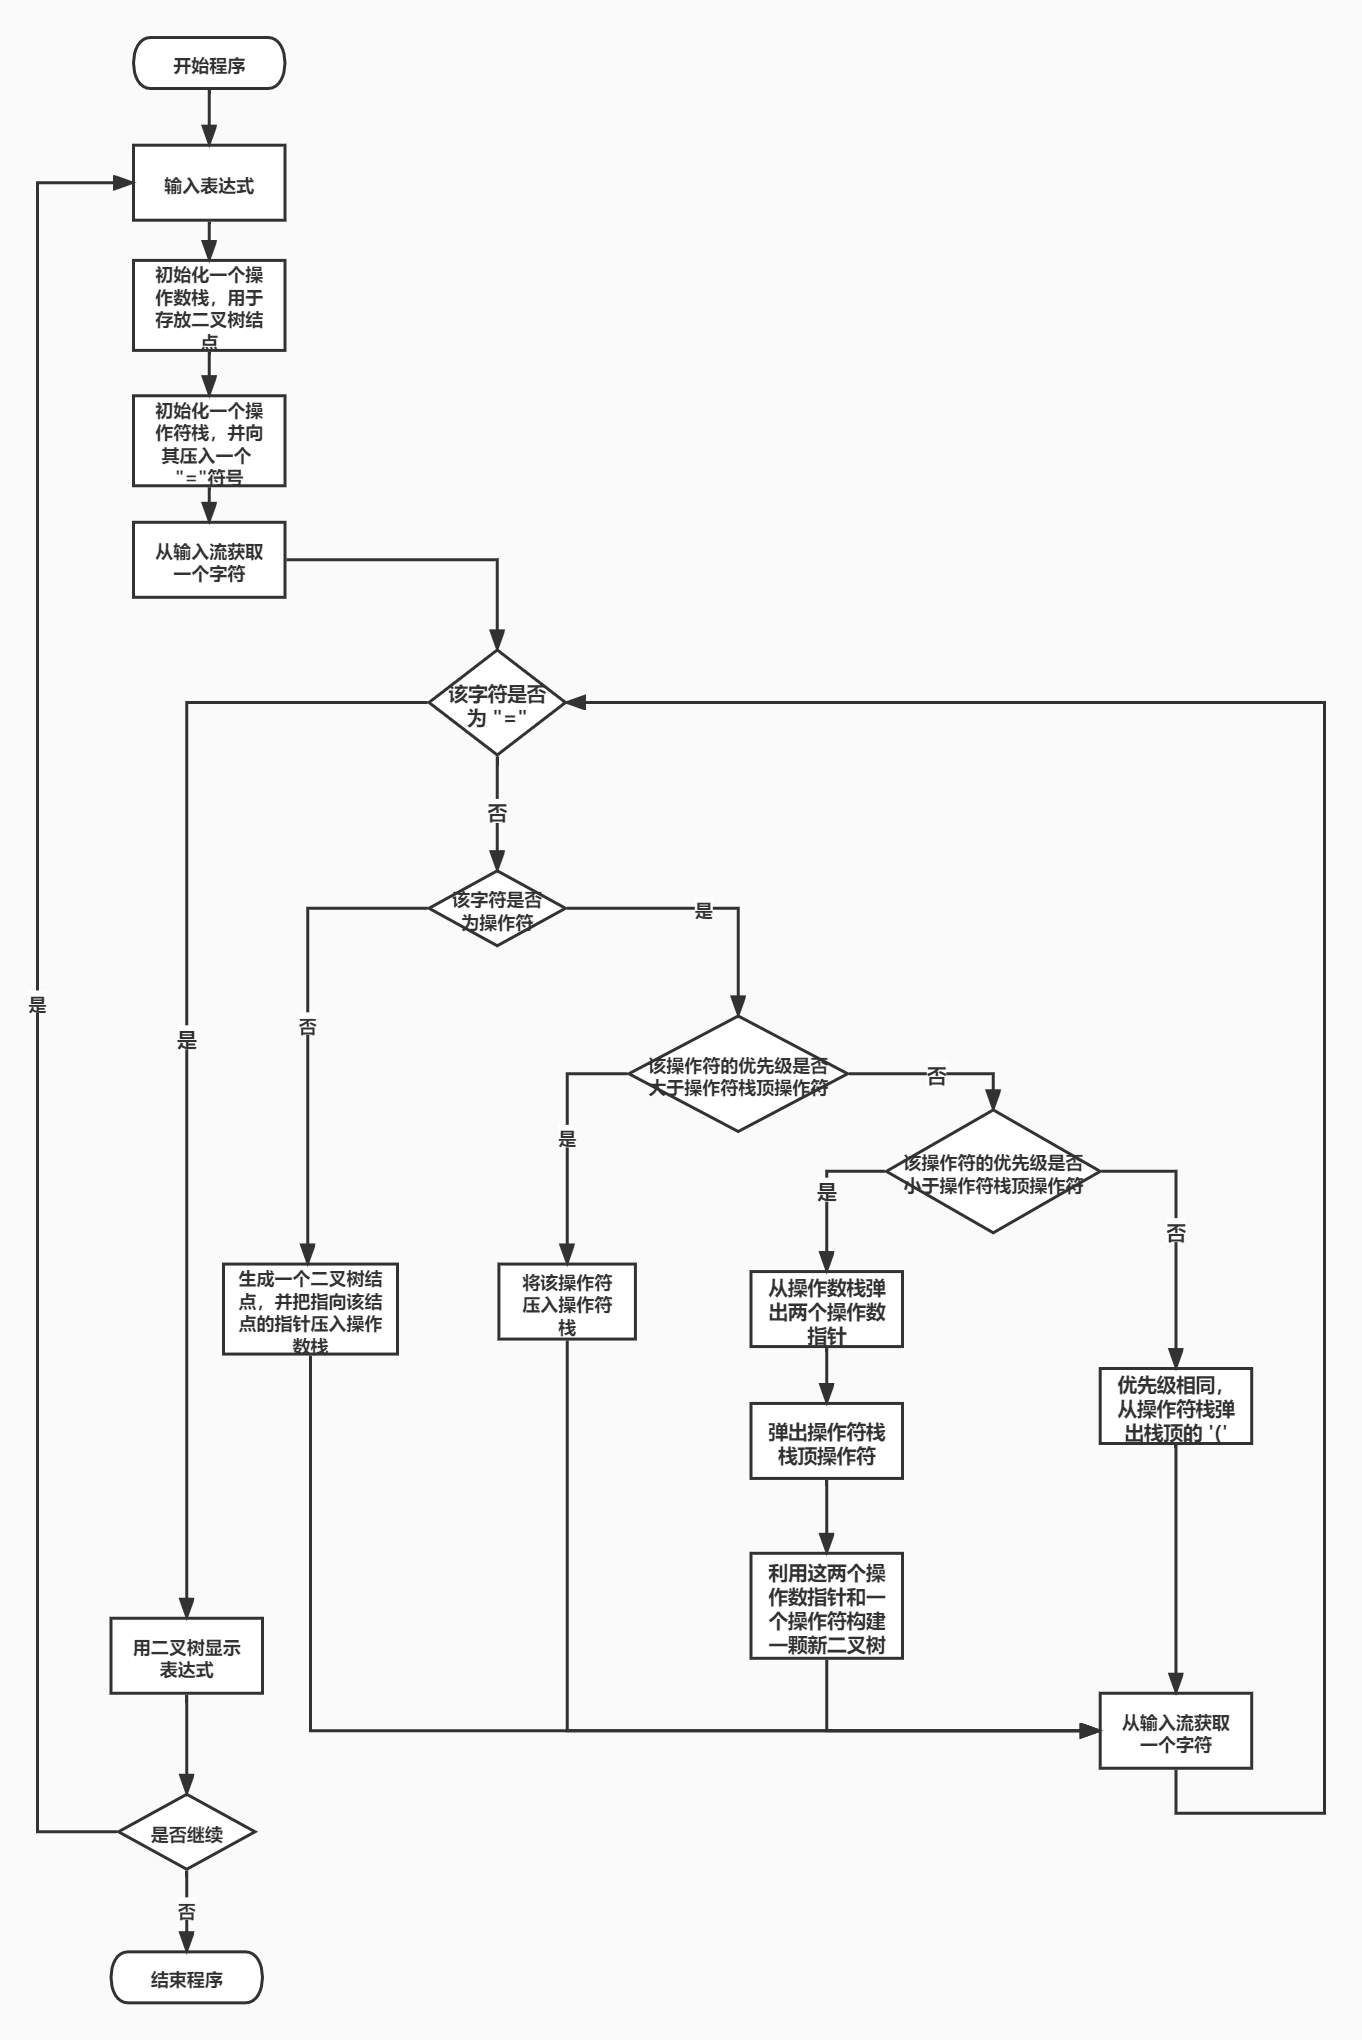 开始程序
输入表达式
初始化一个操
作数栈，用于
存放二叉树结
点
初始化一个操
作符栈，并向
其压入一个
"="符号
从输入流获取
一个字符
该字符是否
为 "="
否
该字符是否
为操作符
是
是
否
是
该操作符的优先级是否
大于操作符栈顶操作符
否
是
该操作符的优先级是否
小于操作符栈顶操作符
是
否
生成一个二叉树结
点，并把指向该结
点的指针压入操作
数栈
将该操作符
压入操作符
栈
从操作数栈弹
出两个操作数
指针
优先级相同，
从操作符栈弹
出栈顶的 '('
弹出操作符栈
栈顶操作符
利用这两个操
作数指针和一
个操作符构建
一颗新二叉树
用二叉树显示
表达式
从输入流获取
一个字符
是否继续
否
结束程序